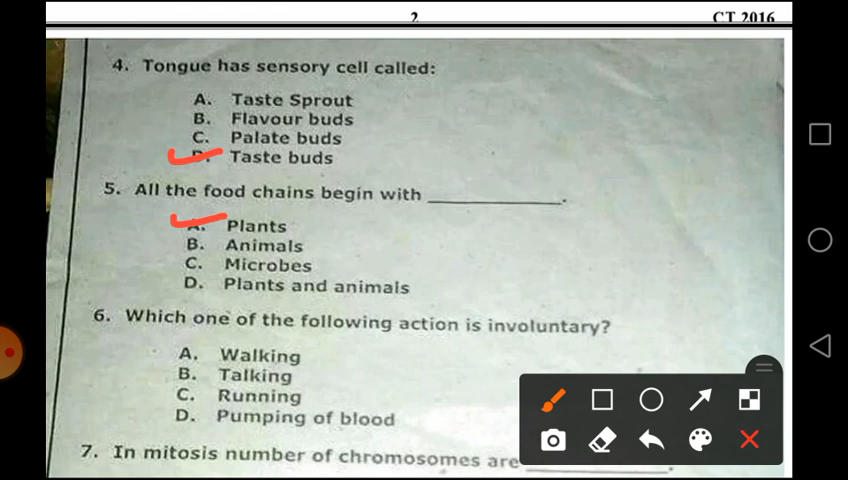 2
CT 2016
4. Tongue has sensory cell called:
A. Taste Sprout
B. Flavour buds
C. Palate buds
D. Taste buds
5. All the food chains begin with ____________.
A. Plants
B. Animals
C. Microbes
D. Plants and animals
6. Which one of the following action is involuntary?
A. Walking
B. Talking
C. Running
D. Pumping of blood
7. In mitosis number of chromosomes are ____________.